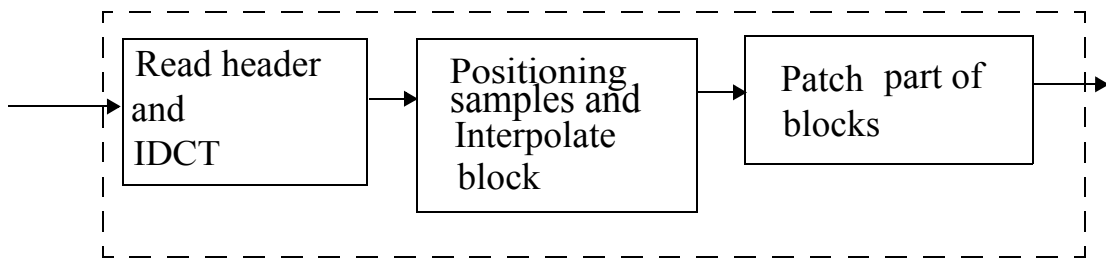 Read header
and
IDCT
Positioning
samples and
Interpolate
block
Patch part of
blocks